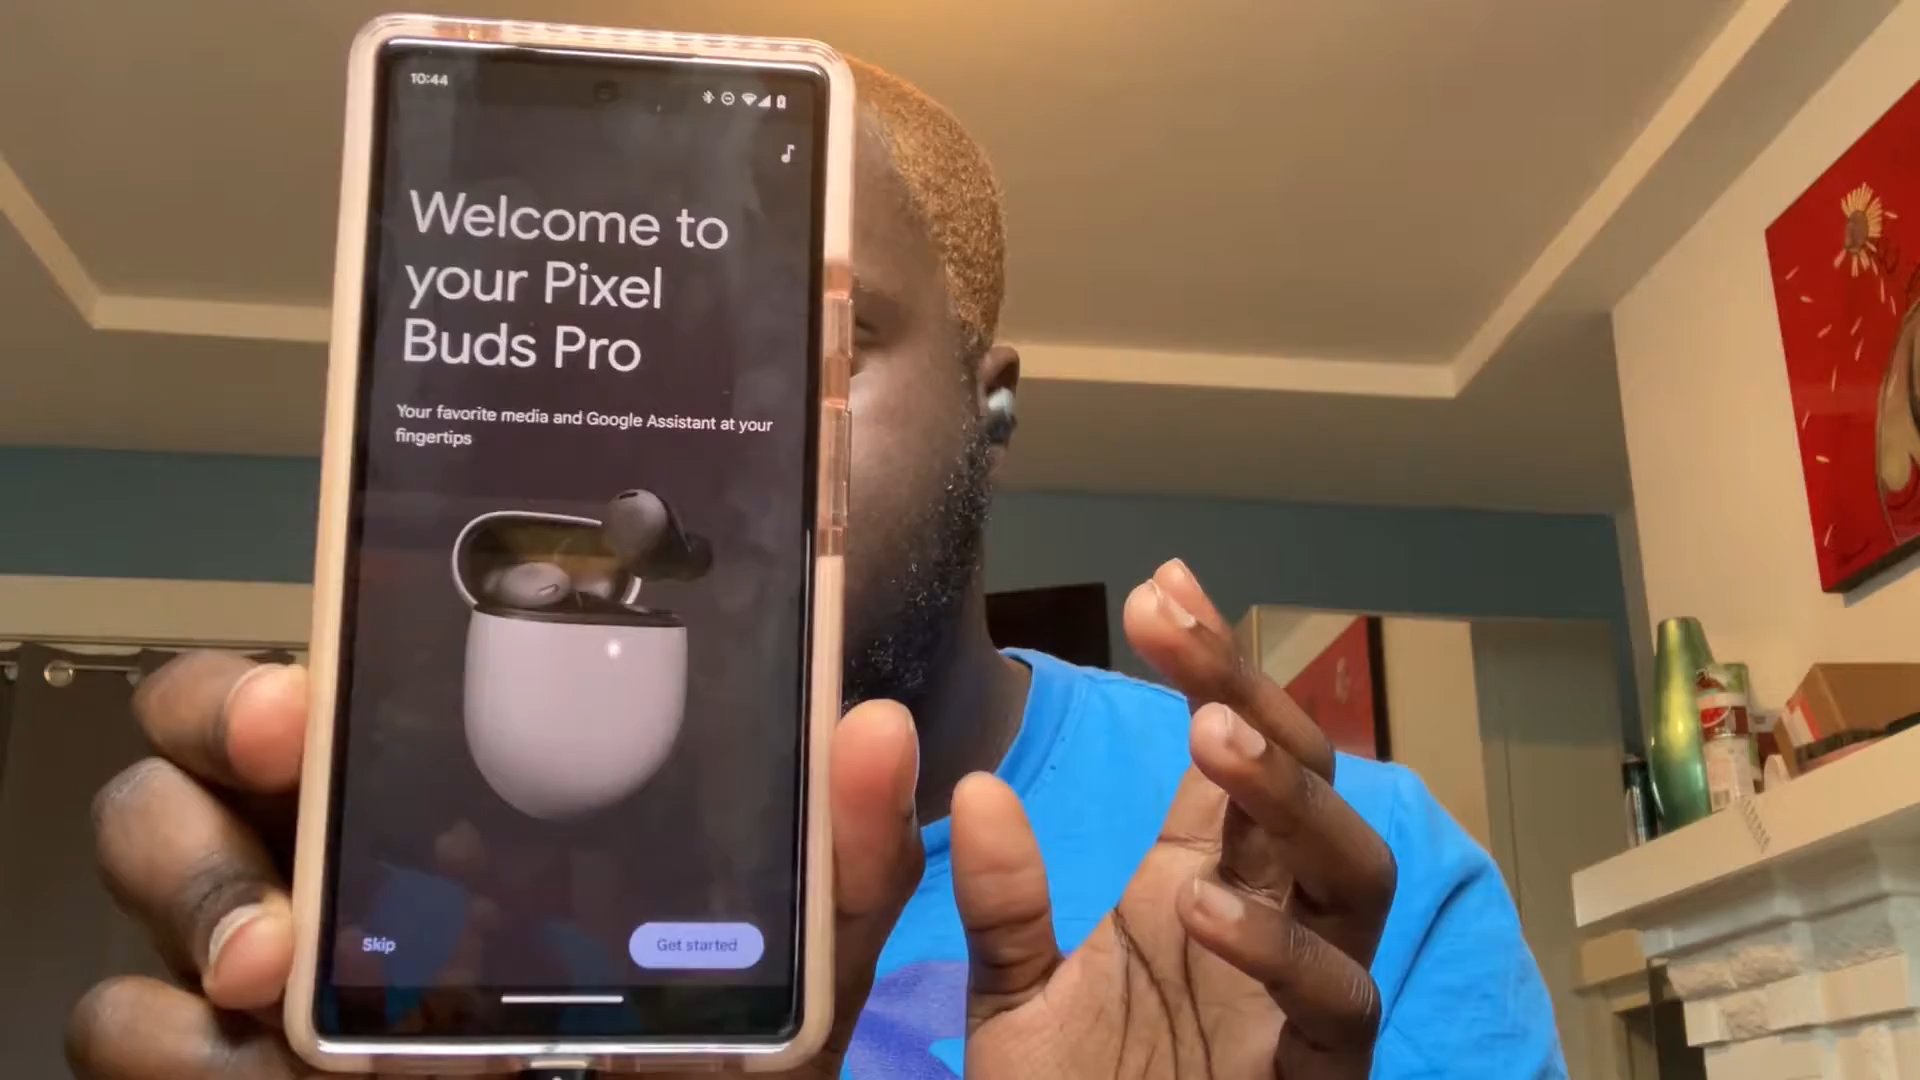 10:44
Welcome to
your Pixel
Buds Pro
Your favorite media and Google Assistant at your
fingertips
Skip
Get started